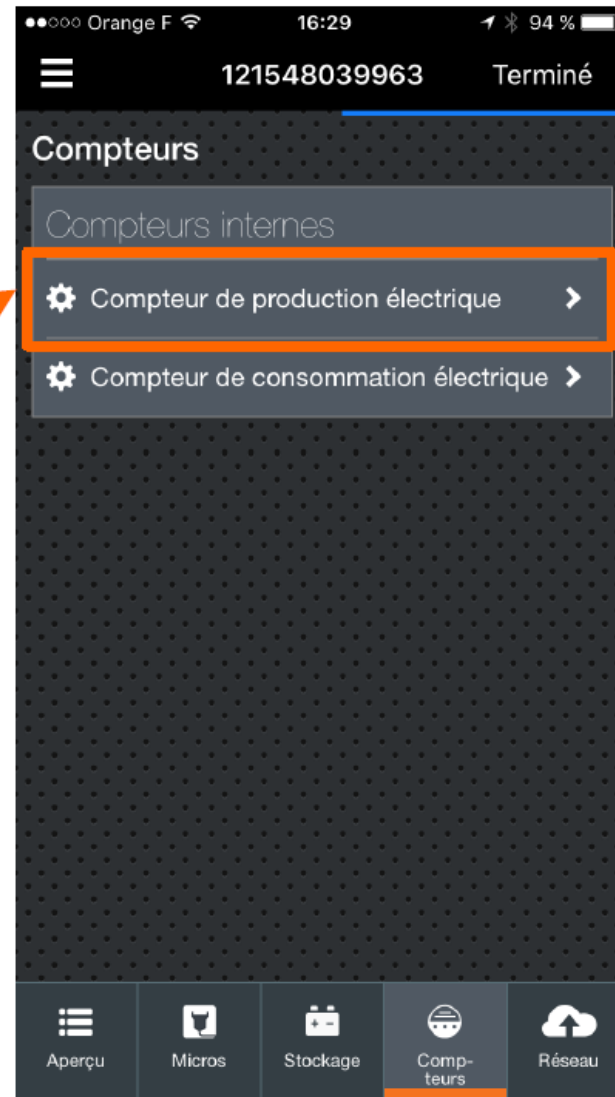 Orange F 16:29 94 %
121548039963 Terminé
Compteurs
Compteurs internes
Compteur de production électrique
Compteur de consommation électrique
Aperçu Micros Stockage Comp-
teurs Réseau